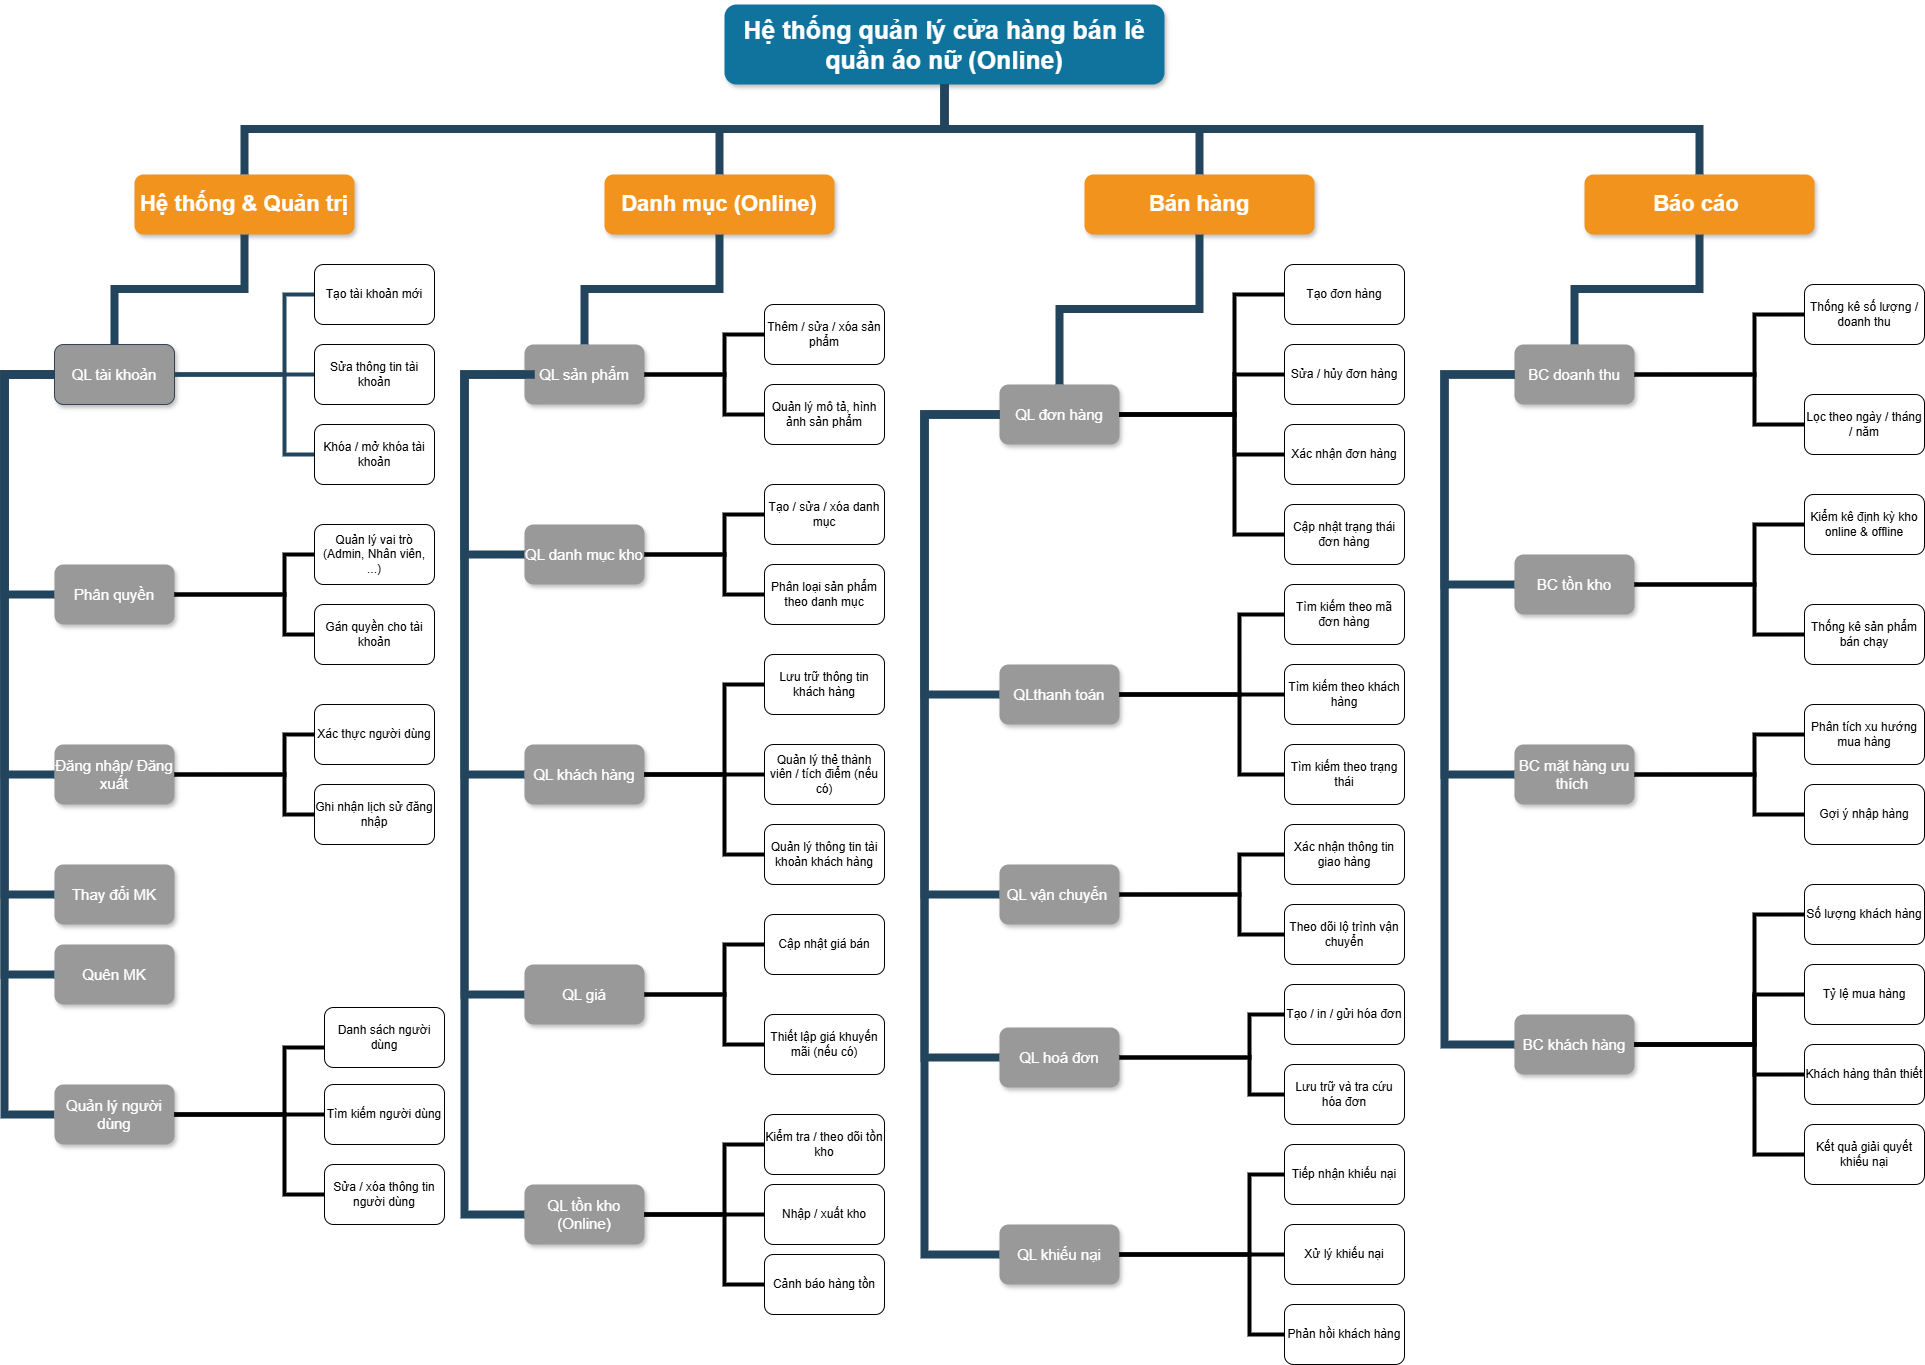 Hệ thống quản lý cửa hàng bán lẻ
quần áo nữ (Online)
Hệ thống & Quản trị
QL tài khoản
Tạo tài khoản mới
Sửa thông tin tài
khoản
Khóa / mở khóa tài
khoản
Phân quyền
Quản lý vai trò
(Admin, Nhân viên,
...)
Gán quyền cho tài
khoản
Đăng nhập/ Đăng
xuất
Xác thực người dùng
Ghi nhận lịch sử đăng
nhập
Thay đổi MK
Quên MK
Quản lý người
dùng
Danh sách người
dùng
Tìm kiếm người dùng
Sửa / xóa thông tin
người dùng
Danh mục (Online)
QL sản phẩm
Thêm / sửa / xóa sản
phẩm
Quản lý mô tả, hình
ảnh sản phẩm
QL danh mục kho
Tạo / sửa / xóa danh
mục
Phân loại sản phẩm
theo danh mục
QL khách hàng
Lưu trữ thông tin
khách hàng
Quản lý thẻ thành
viên / tích điểm (nếu
có)
Quản lý thông tin tài
khoản khách hàng
QL giá
Cập nhật giá bán
Thiết lập giá khuyến
mãi (nếu có)
QL tồn kho
(Online)
Kiểm tra / theo dõi tồn
kho
Nhập / xuất kho
Cảnh báo hàng tồn
Bán hàng
QL đơn hàng
Tạo đơn hàng
Sửa / hủy đơn hàng
Xác nhận đơn hàng
Cập nhật trạng thái
đơn hàng
QLthanh toán
Tìm kiếm theo mã
đơn hàng
Tìm kiếm theo khách
hàng
Tìm kiếm theo trạng
thái
QL vận chuyển
Xác nhận thông tin
giao hàng
Theo dõi lộ trình vận
chuyển
QL hoá đơn
Tạo / in / gửi hóa đơn
Lưu trữ và tra cứu
hóa đơn
QL khiếu nại
Tiếp nhận khiếu nại
Xử lý khiếu nại
Phản hồi khách hàng
Báo cáo
BC doanh thu
Thống kê số lượng /
doanh thu
Lọc theo ngày / tháng
/ năm
BC tồn kho
Kiểm kê định kỳ kho
online & offline
Thống kê sản phẩm
bán chạy
BC mặt hàng ưu
thích
Phân tích xu hướng
mua hàng
Gợi ý nhập hàng
BC khách hàng
Số lượng khách hàng
Tỷ lệ mua hàng
Khách hàng thân thiết
Kết quả giải quyết
khiếu nại